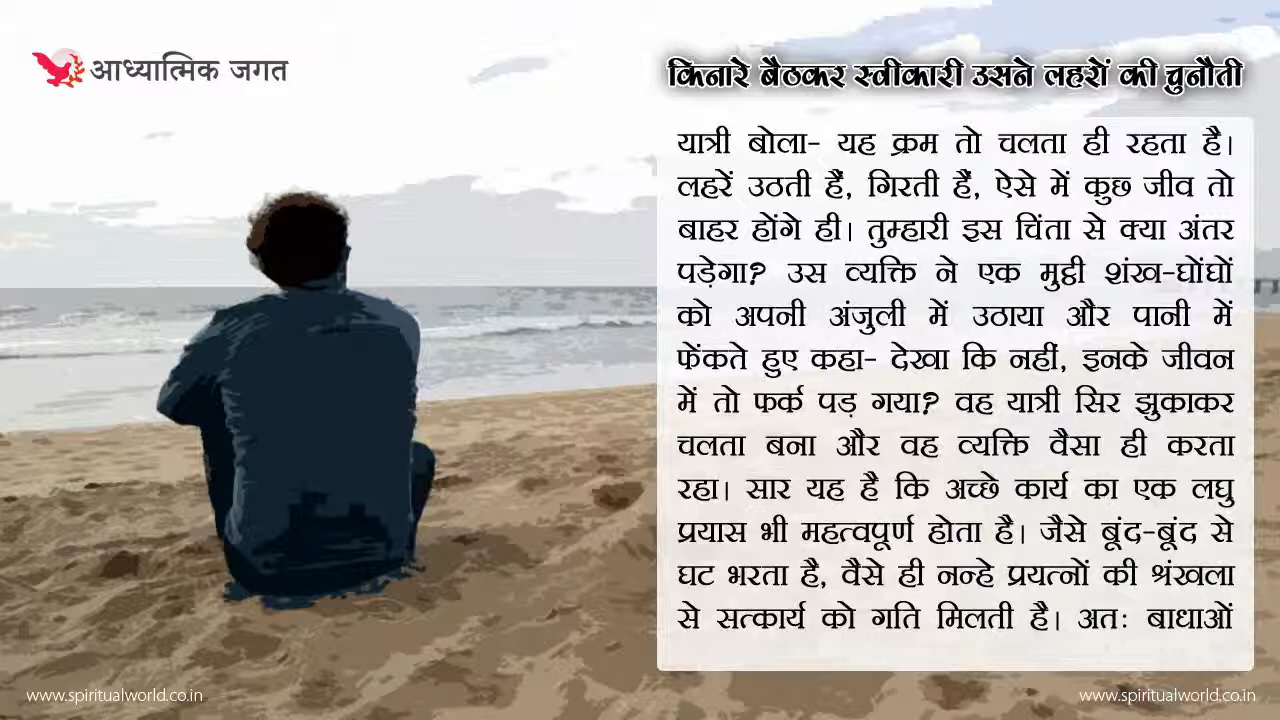 आध्यात्मिक जगत
किनारे बैठकर स्वीकारी उसने लहरों की चुनौती
यात्री बोला- यह क्रम तो चलता ही रहता है।
लहरें उठती हैं, गिरती हैं, ऐसे में कुछ जीव तो
बाहर होंगे ही। तुम्हारी इस चिंता से क्या अंतर
पड़ेगा? उस व्यक्ति ने एक मुट्ठी शंख-घोंघों
को अपनी अंजुली में उठाया और पानी में
फेंकते हुए कहा- देखा कि नहीं, इनके जीवन
में तो फर्क पड़ गया? वह यात्री सिर झुकाकर
चलता बना और वह व्यक्ति वैसा ही करता
रहा। सार यह है कि अच्छे कार्य का एक लघु
प्रयास भी महत्वपूर्ण होता है। जैसे बूंद-बूंद से
घट भरता है, वैसे ही नन्हे प्रयत्नों की श्रंखला
से सत्कार्य को गति मिलती है। अतः बाधाओं
www.spiritualworld.co.in
www.spiritualworld.co.in